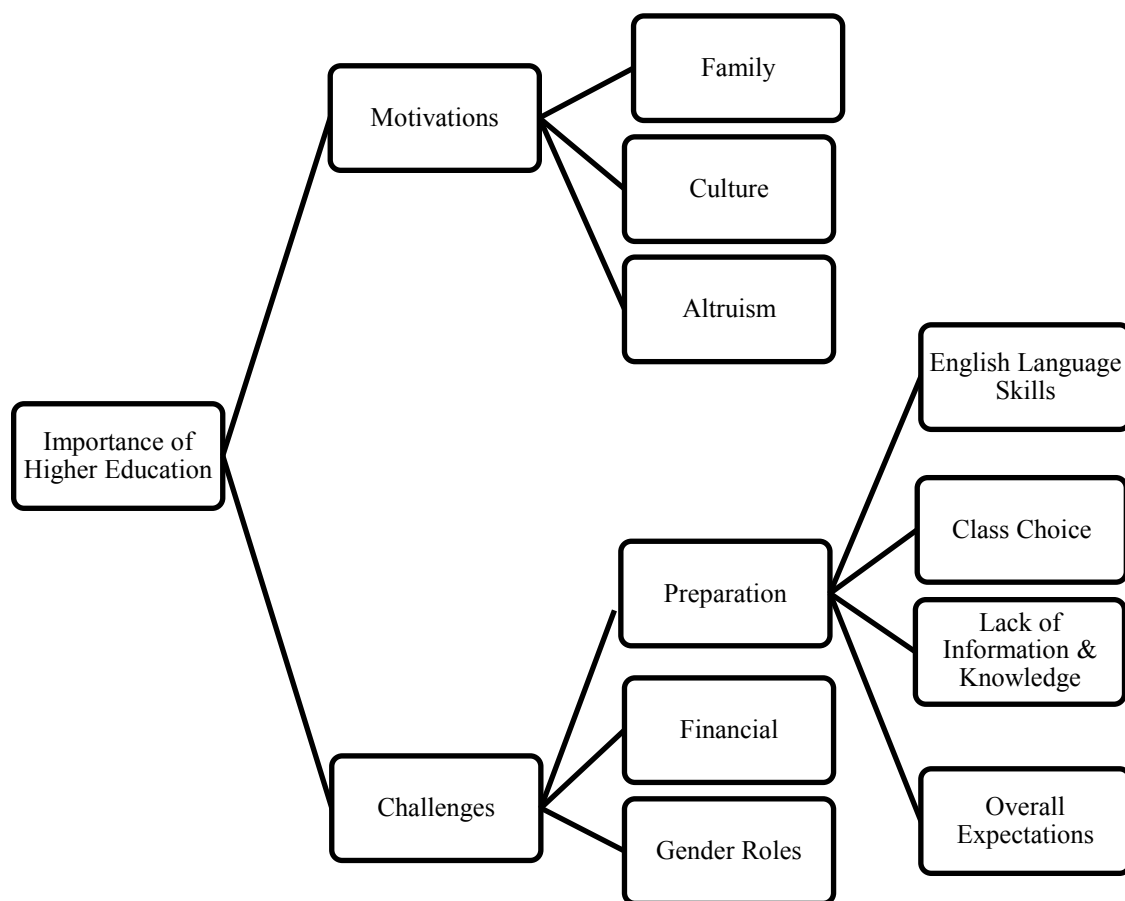 Importance of
Higher Education
Motivations
Family
Culture
Altruism
Challenges
Preparation
English Language
Skills
Class Choice
Lack of
Information &
Knowledge
Overall
Expectations
Financial
Gender Roles